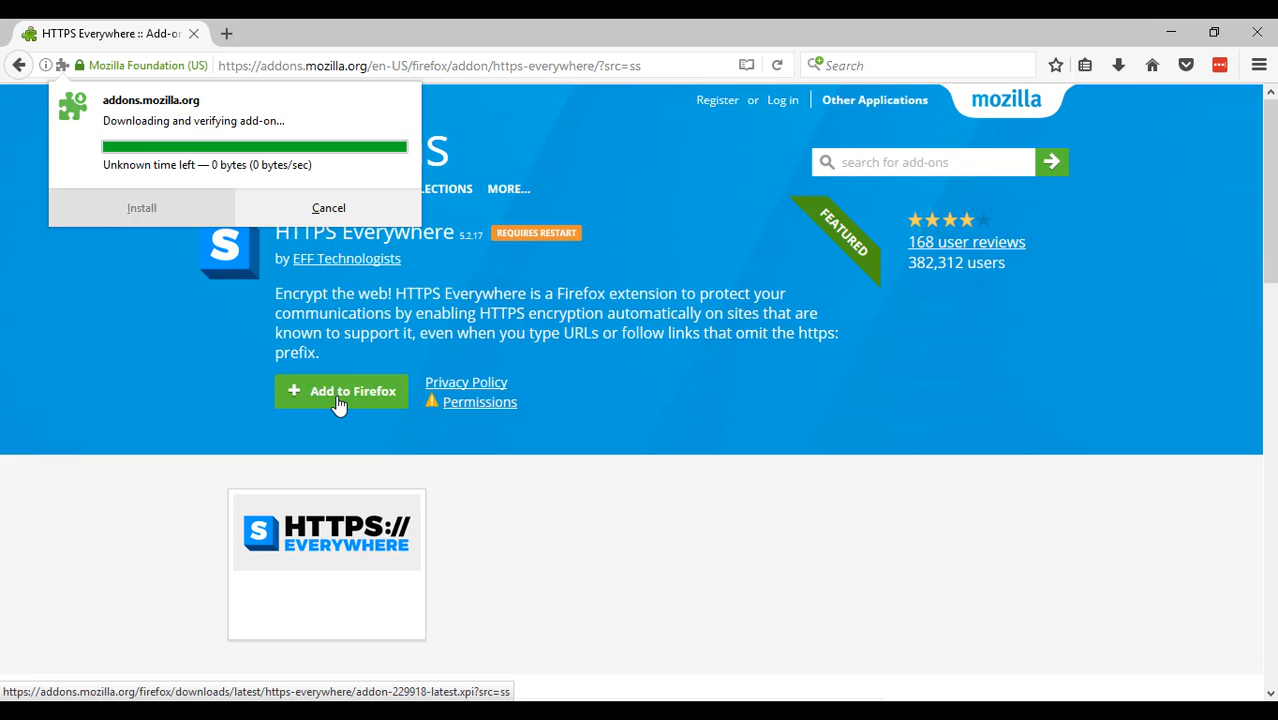 HTTPS Everywhere :: Add-or
Mozilla Foundation (US)
https://addons.mozilla.org/en-US/firefox/addon/https-everywhere/?src=ss
Search
addons.mozilla.org
Downloading and verifying add-on...
Unknown time left — 0 bytes (0 bytes/sec)
Install
Cancel
Register or Log in
Other Applications
mozilla
S
LECTIONS
MORE...
search for add-ons
HTTPS Everywhere 5.2.17
REQUIRES RESTART
by EFF Technologists
FEATURED
168 user reviews
382,312 users
S
Encrypt the web! HTTPS Everywhere is a Firefox extension to protect your
communications by enabling HTTPS encryption automatically on sites that are
known to support it, even when you type URLs or follow links that omit the https:
prefix.
+ Add to Firefox
Privacy Policy
Permissions
S HTTPS://
EVERYWHERE
https://addons.mozilla.org/firefox/downloads/latest/https-everywhere/addon-229918-latest.xpi?src=ss